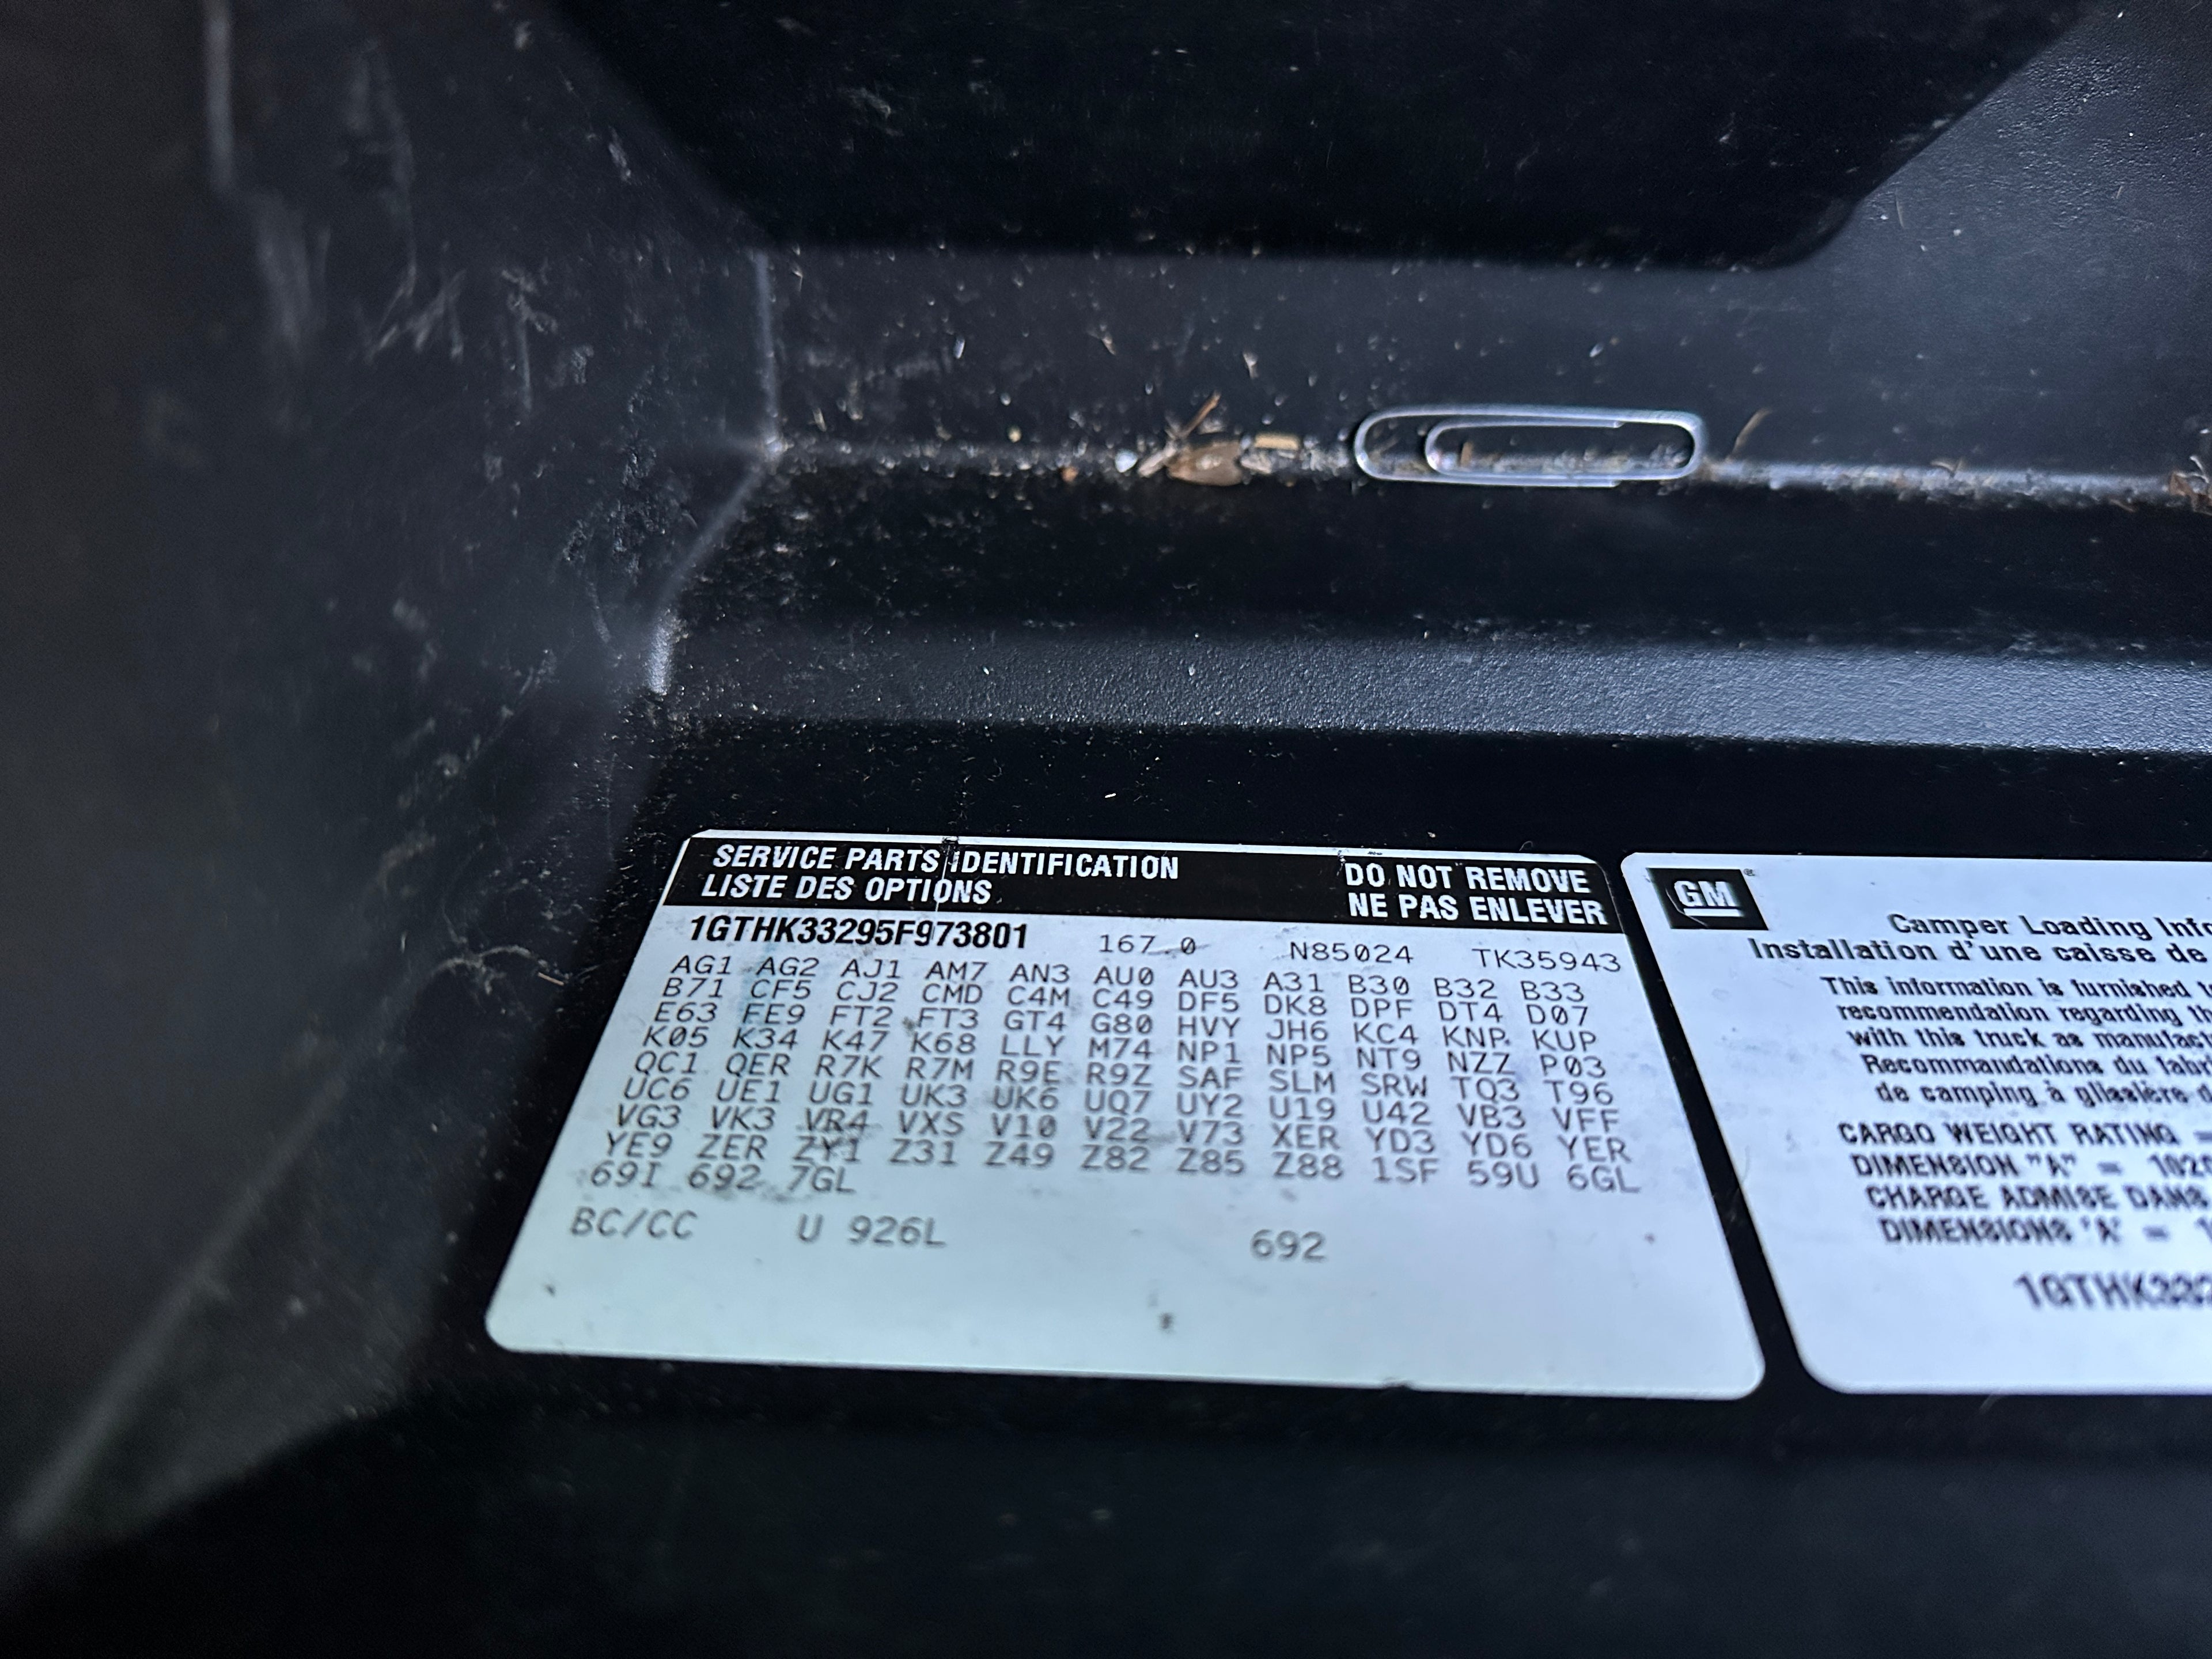 SERVICE PARTS IDENTIFICATION DO NOT REMOVE
LISTE DES OPTIONS NE PAS ENLEVER
1GTHK33295F973801 167.0 N85024 TK35943
AG1 AG2 AJ1 AM7 AN3 AU0 AU3 A31 B30 B32 B33
B71 CF5 CJ2 CMD C4M C49 DF5 DK8 DPF DT4 D07
E63 FE9 FT2 FT3 GT4 G80 HVY JH6 KC4 KNP KUP
K05 K34 K47 K68 LLY M74 NP1 NP5 NT9 NZZ P03
QC1 QER R7K R7M R9E R9Z SAF SLM SRW TQ3 T96
UC6 UE1 UG1 UK3 UK6 UQ7 UY2 U19 U42 VB3 VFF
VG3 VK3 VR4 VXS V10 V22 V73 XER YD3 YD6 YER
YE9 ZER ZY1 Z31 Z49 Z82 Z85 Z88 1SF 59U 6GL
69I 692 7GL
BC/CC U 926L 692
GM
Camper Loading Info
Installation d'une caisse de
This information is furnished
recommendation regarding
with this truck as manufact
Recommandations du fabri
de camping à glissière
CARGO WEIGHT RATING =
DIMENSION "A" =
CHARGE ADMISE DANS
DIMENSIONS "A" =
1GTHK332